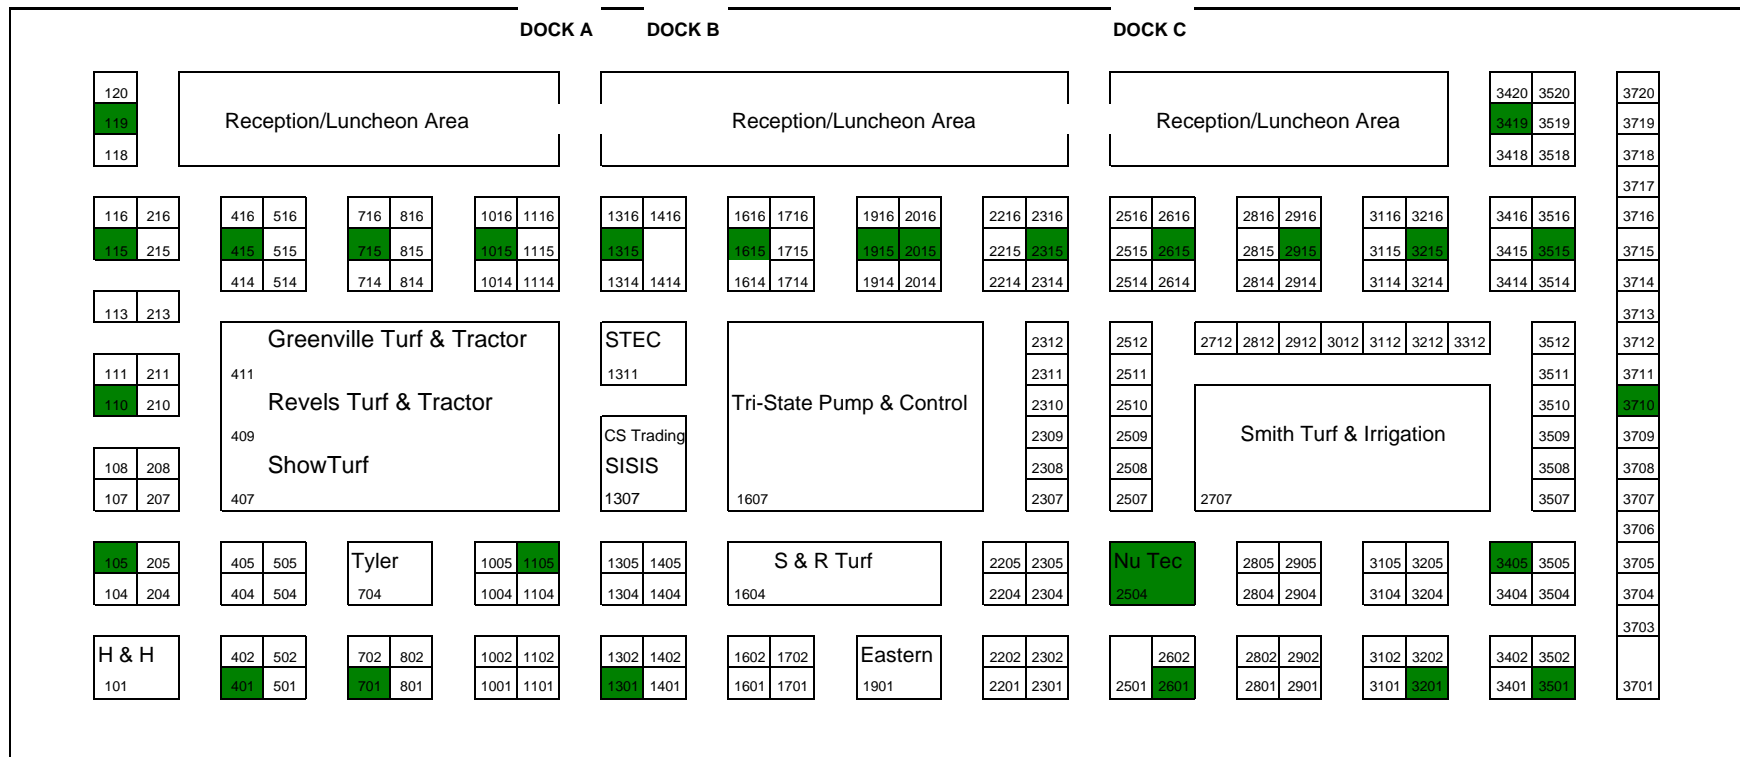 DOCK A DOCK B DOCK C
120 3420 3520 3720
119 Reception/Luncheon Area Reception/Luncheon Area Reception/Luncheon Area 3419 3519 3719
118 3418 3518 3718
3717
116 216 416 516 716 816 1016 1116 1316 1416 1616 1716 1916 2016 2216 2316 2516 2616 2816 2916 3116 3216 3416 3516 3716
115 215 415 515 715 815 1015 1115 1315 1615 1715 1915 2015 2215 2315 2515 2615 2815 2915 3115 3215 3415 3515 3715
414 514 714 814 1014 1114 1314 1414 1614 1714 1914 2014 2214 2314 2514 2614 2814 2914 3114 3214 3414 3514 3714
113 213 3713
Greenville Turf & Tractor STEC 2312 2512 2712 2812 2912 3012 3112 3212 3312 3512 3712
111 211 411 1311 2311 2511 3511 3711
110 210 Revels Turf & Tractor Tri-State Pump & Control 2310 2510 3510 3710
409 CS Trading 2309 2509 Smith Turf & Irrigation 3509 3709
108 208 ShowTurf SISIS 2308 2508 3508 3708
107 207 407 1307 1607 2307 2507 2707 3507 3707
3706
105 205 405 505 Tyler 1005 1105 1305 1405 S & R Turf 2205 2305 Nu Tec 2805 2905 3105 3205 3405 3505 3705
104 204 404 504 704 1004 1104 1304 1404 1604 2204 2304 2504 2804 2904 3104 3204 3404 3504 3704
3703
H & H 402 502 702 802 1002 1102 1302 1402 1602 1702 Eastern 2202 2302 2602 2802 2902 3102 3202 3402 3502
101 401 501 701 801 1001 1101 1301 1401 1601 1701 1901 2201 2301 2501 2601 2801 2901 3101 3201 3401 3501 3701